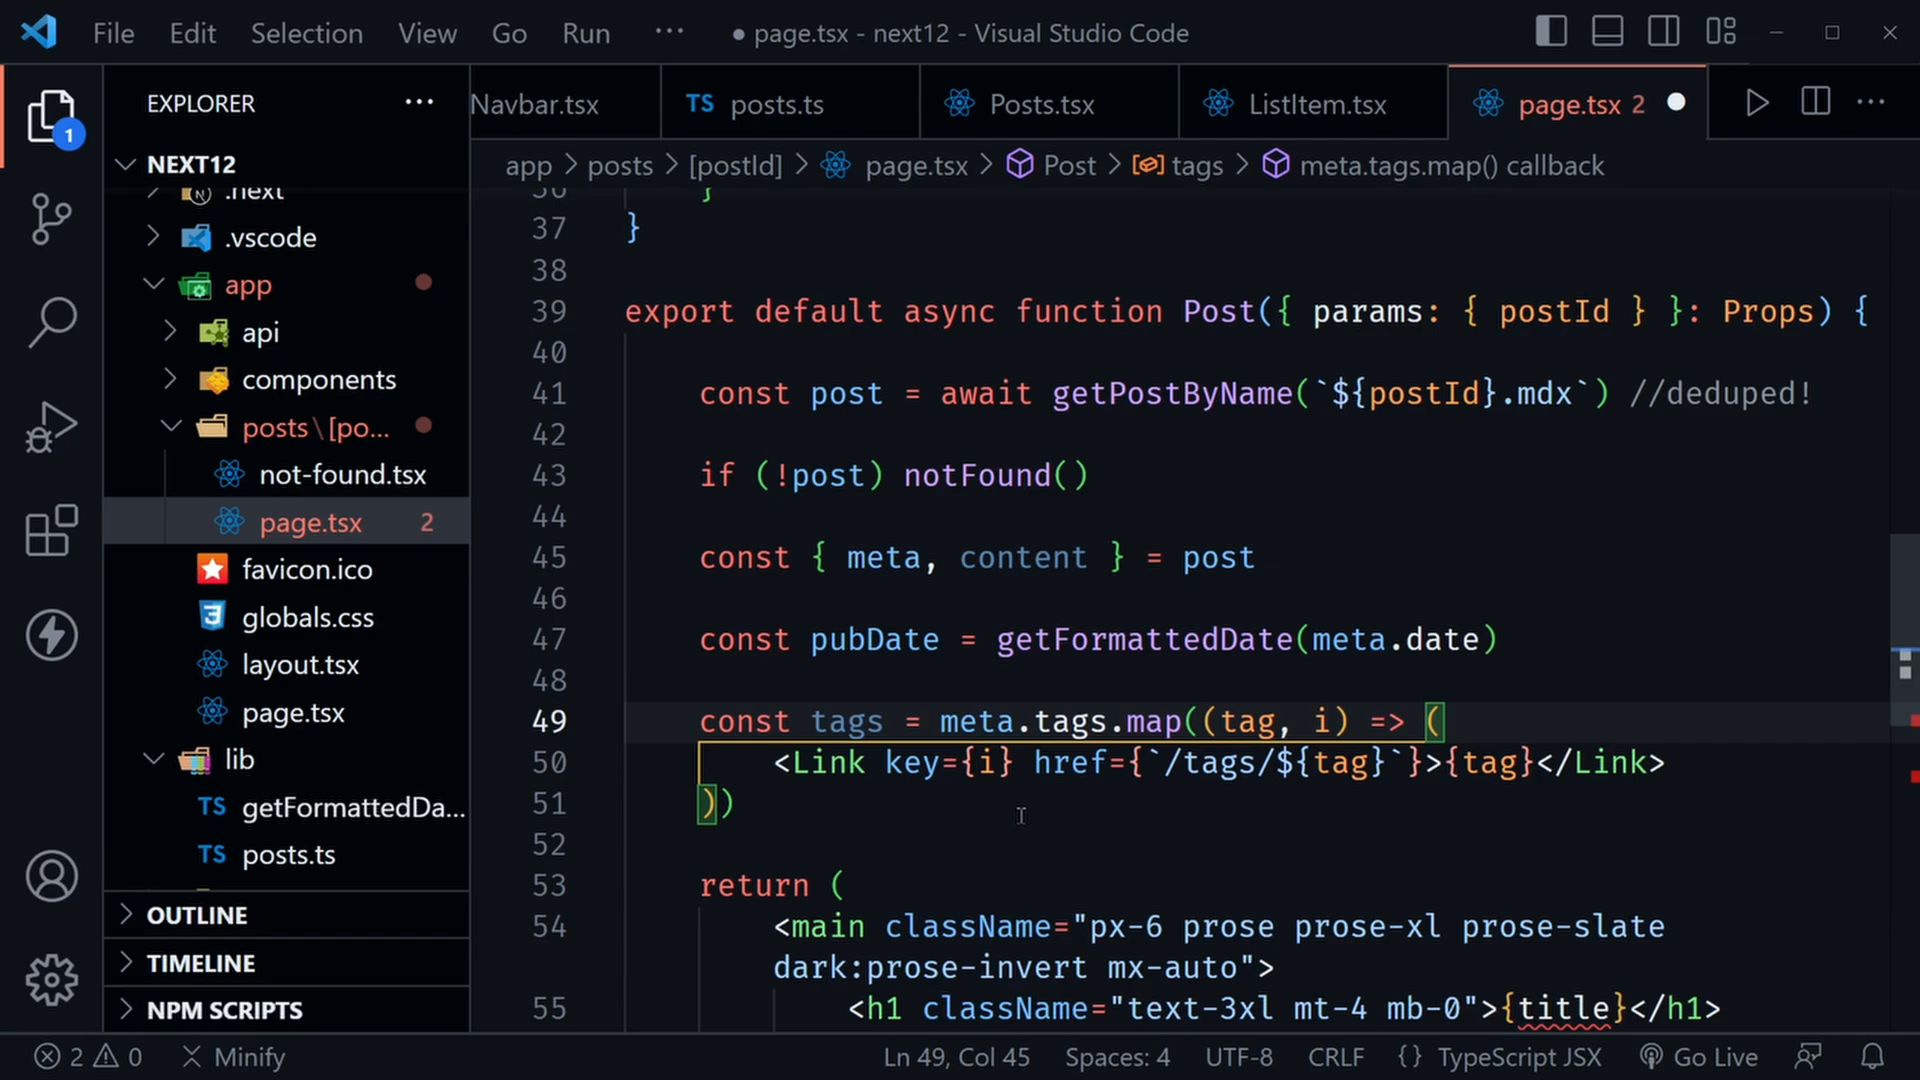 File Edit Selection View Go Run ··· ● page.tsx - next12 - Visual Studio Code
EXPLORER ···
Navbar.tsx
TS posts.ts
Posts.tsx
ListItem.tsx
page.tsx 2
···
1
app > posts > [postId] > page.tsx > Post > tags > meta.tags.map() callback
NEXT12
.next
.vscode
app
api
components
posts\[po...
not-found.tsx
page.tsx 2
favicon.ico
globals.css
layout.tsx
page.tsx
lib
TS getFormattedDa...
TS posts.ts
OUTLINE
TIMELINE
NPM SCRIPTS
36 }
37 }
38
39 export default async function Post({ params: { postId } }: Props) {
40
41 const post = await getPostByName(`${postId}.mdx`) //deduped!
42
43 if (!post) notFound()
44
45 const { meta, content } = post
46
47 const pubDate = getFormattedDate(meta.date)
48
49 const tags = meta.tags.map((tag, i) => (
50 <Link key={i} href={`/tags/${tag}`}>{tag}</Link>
51 ))
52
53 return (
54 <main className="px-6 prose prose-xl prose-slate
dark:prose-invert mx-auto">
55 <h1 className="text-3xl mt-4 mb-0">{title}</h1>
2 0 Minify Ln 49, Col 45 Spaces: 4 UTF-8 CRLF {} TypeScript JSX Go Live